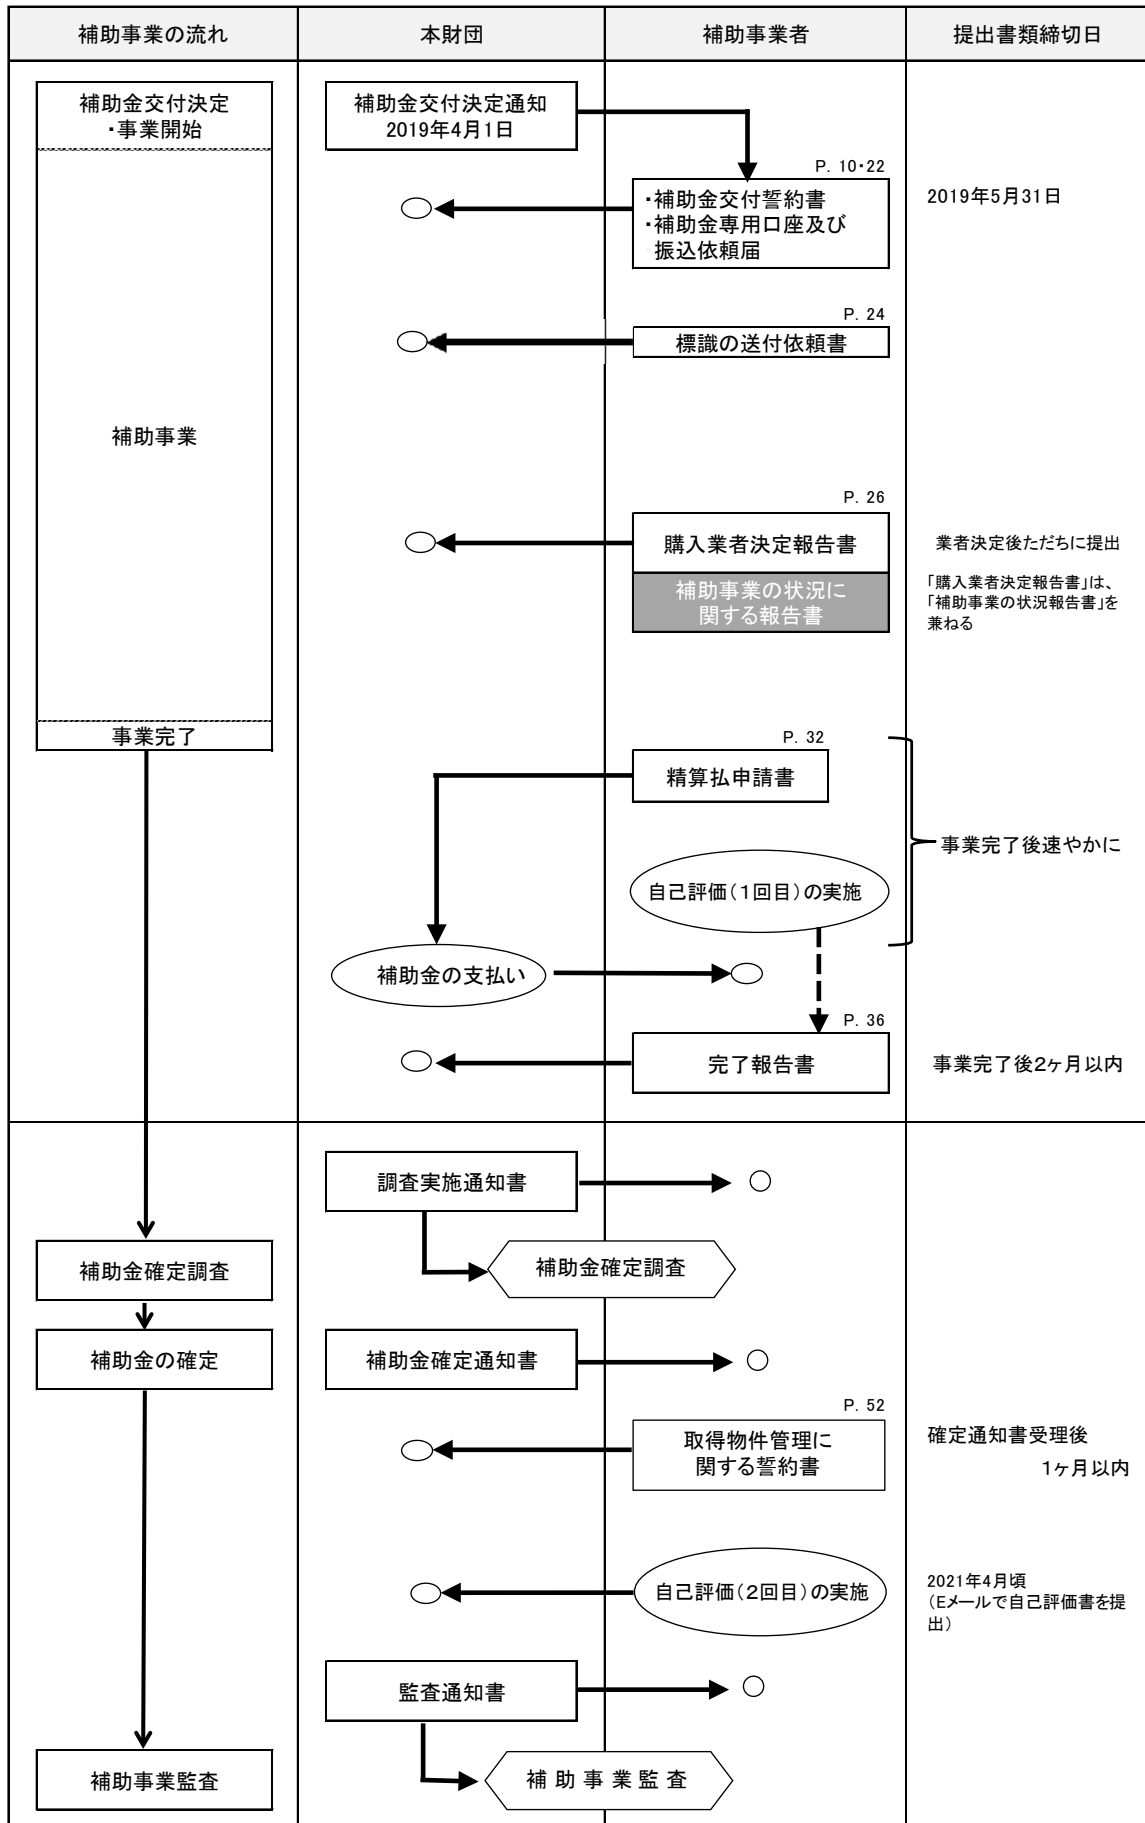 補助事業の流れ
本財団
補助事業者
提出書類締切日
補助金交付決定
・事業開始
補助金交付決定通知
2019年4月1日
P. 10・22
・補助金交付誓約書
・補助金専用口座及び
振込依頼届
2019年5月31日
P. 24
標識の送付依頼書
補助事業
P. 26
購入業者決定報告書
業者決定後ただちに提出
補助事業の状況に
関する報告書
「購入業者決定報告書」は、
「補助事業の状況報告書」を
兼ねる
事業完了
P. 32
精算払申請書
事業完了後速やかに
自己評価（1回目）の実施
補助金の支払い
P. 36
完了報告書
事業完了後2ヶ月以内
調査実施通知書
補助金確定調査
補助金確定調査
補助金の確定
補助金確定通知書
P. 52
取得物件管理に
関する誓約書
確定通知書受理後
1ヶ月以内
自己評価（2回目）の実施
2021年4月頃
（Eメールで自己評価書を提
出）
監査通知書
補助事業監査
補 助 事 業 監 査